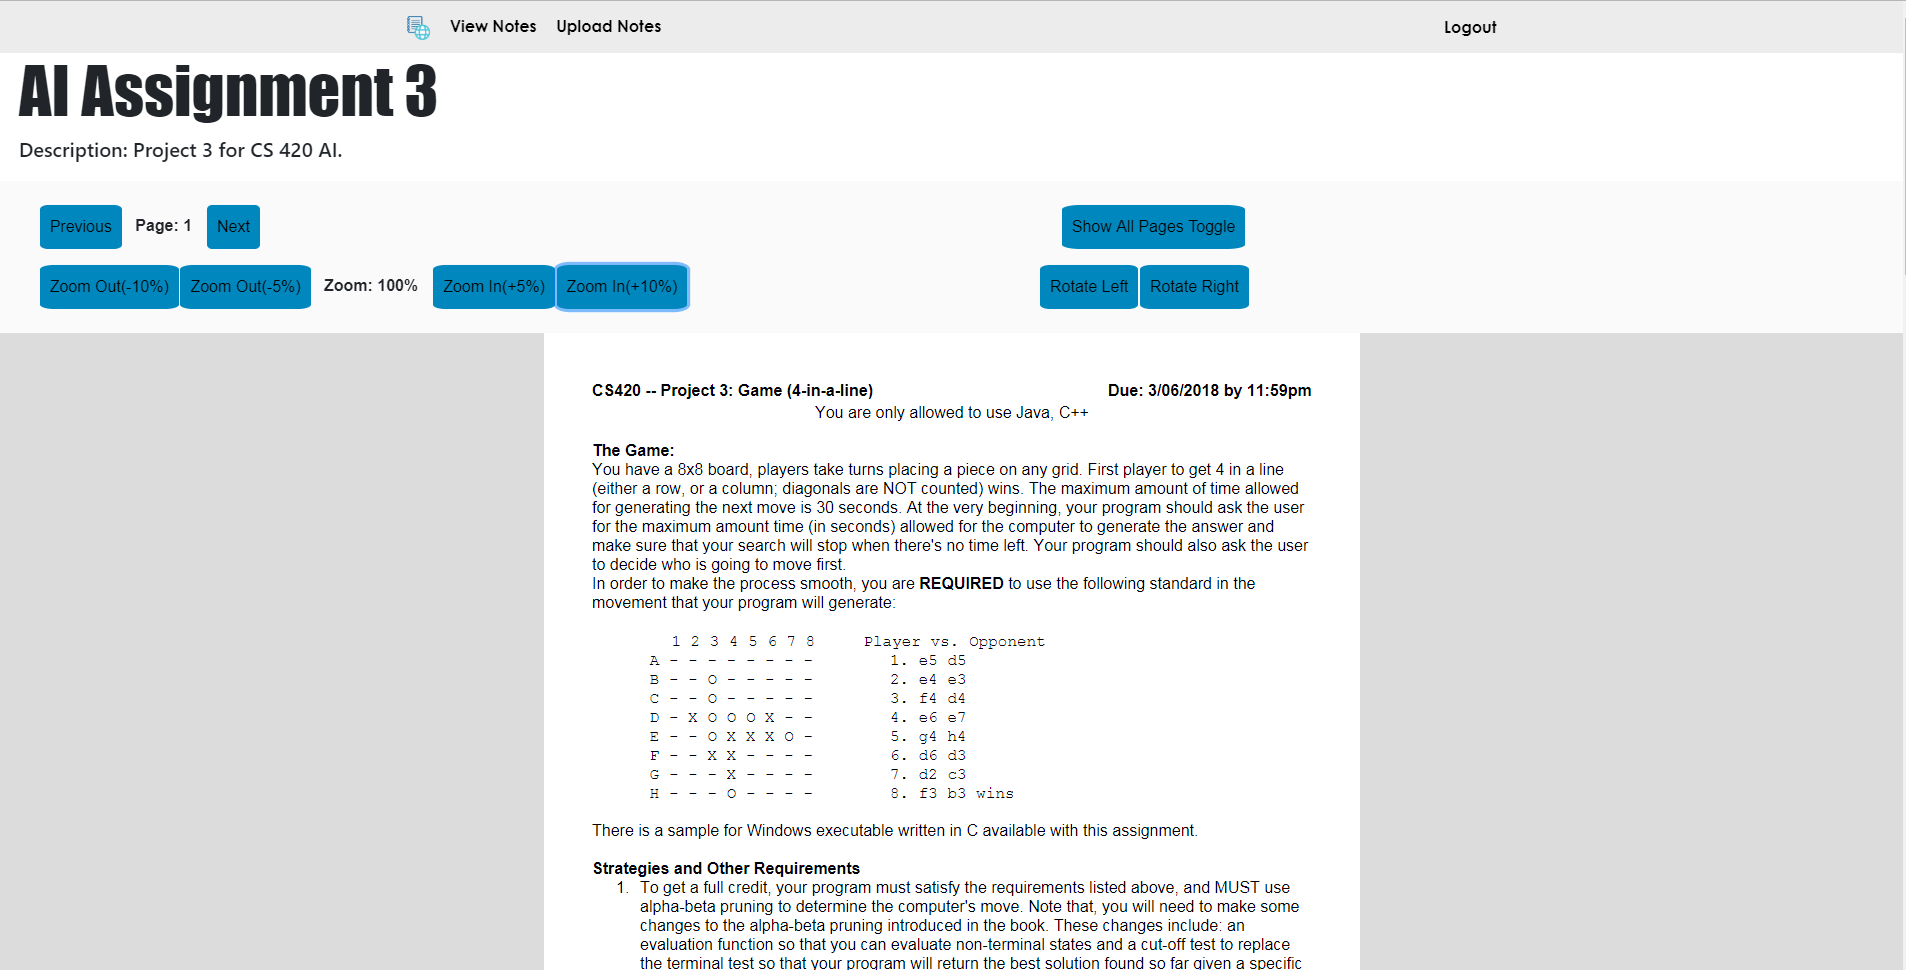 View Notes Upload Notes Logout
AI Assignment 3
Description: Project 3 for CS 420 AI.
Previous Page: 1 Next Show All Pages Toggle
Zoom Out(-10%) Zoom Out(-5%) Zoom: 100% Zoom In(+5%) Zoom In(+10%) Rotate Left Rotate Right
CS420 -- Project 3: Game (4-in-a-line) Due: 3/06/2018 by 11:59pm
You are only allowed to use Java, C++
The Game:
You have a 8x8 board, players take turns placing a piece on any grid. First player to get 4 in a line
(either a row, or a column; diagonals are NOT counted) wins. The maximum amount of time allowed
for generating the next move is 30 seconds. At the very beginning, your program should ask the user
for the maximum amount time (in seconds) allowed for the computer to generate the answer and
make sure that your search will stop when there's no time left. Your program should also ask the user
to decide who is going to move first.
In order to make the process smooth, you are REQUIRED to use the following standard in the
movement that your program will generate:
1 2 3 4 5 6 7 8 Player vs. Opponent
A - - - - - - - - 1. e5 d5
B - - O - - - - - 2. e4 e3
C - - O - - - - - 3. f4 d4
D - X O O O X - - 4. e6 e7
E - - O X X X O - 5. g4 h4
F - - X X - - - - 6. d6 d3
G - - - X - - - - 7. d2 c3
H - - - O - - - - 8. f3 b3 wins
There is a sample for Windows executable written in C available with this assignment.
Strategies and Other Requirements
1. To get a full credit, your program must satisfy the requirements listed above, and MUST use
alpha-beta pruning to determine the computer's move. Note that, you will need to make some
changes to the alpha-beta pruning introduced in the book. These changes include: an
evaluation function so that you can evaluate non-terminal states and a cut-off test to replace
the terminal test so that your program will return the best solution found so far given a specific